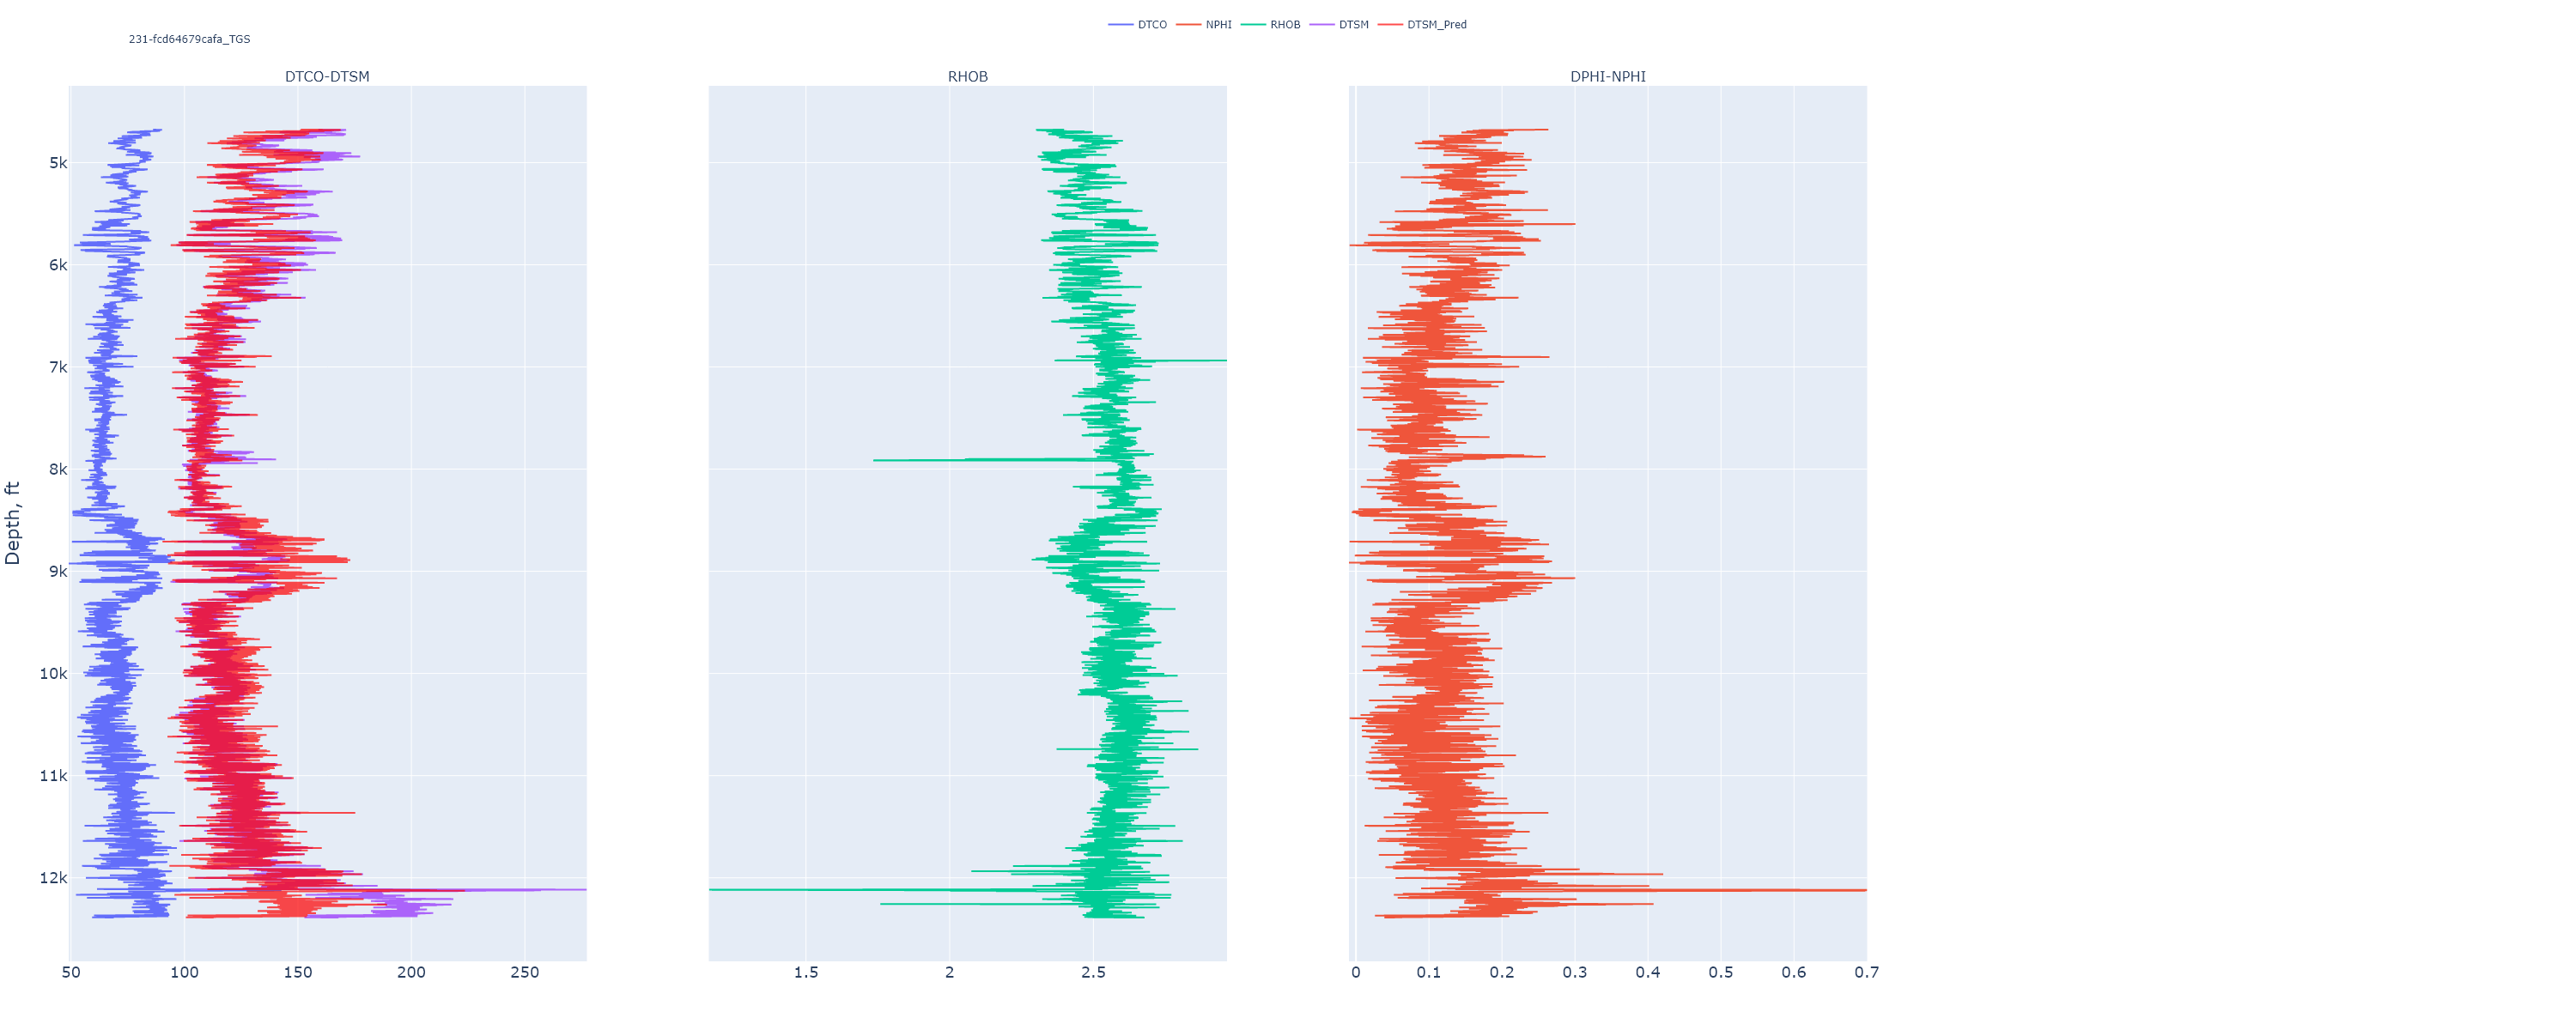 DTCO NPHI RHOB DTSM DTSM_Pred
231-fcd64679cafa_TGS
DTCO-DTSM RHOB DPHI-NPHI
5k
6k
7k
8k
9k
10k
11k
12k
Depth, ft
50 100 150 200 250 1.5 2 2.5 0 0.1 0.2 0.3 0.4 0.5 0.6 0.7